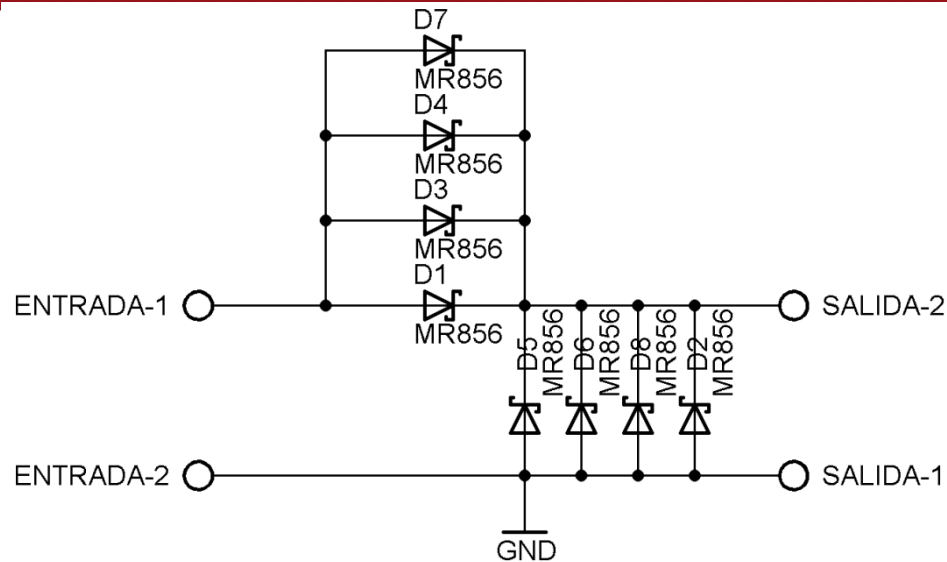 D7
MR856
D4
MR856
D3
MR856
D1
MR856
ENTRADA-1
SALIDA-2
D5
MR856
D6
MR856
D8
MR856
D2
MR856
ENTRADA-2
SALIDA-1
GND